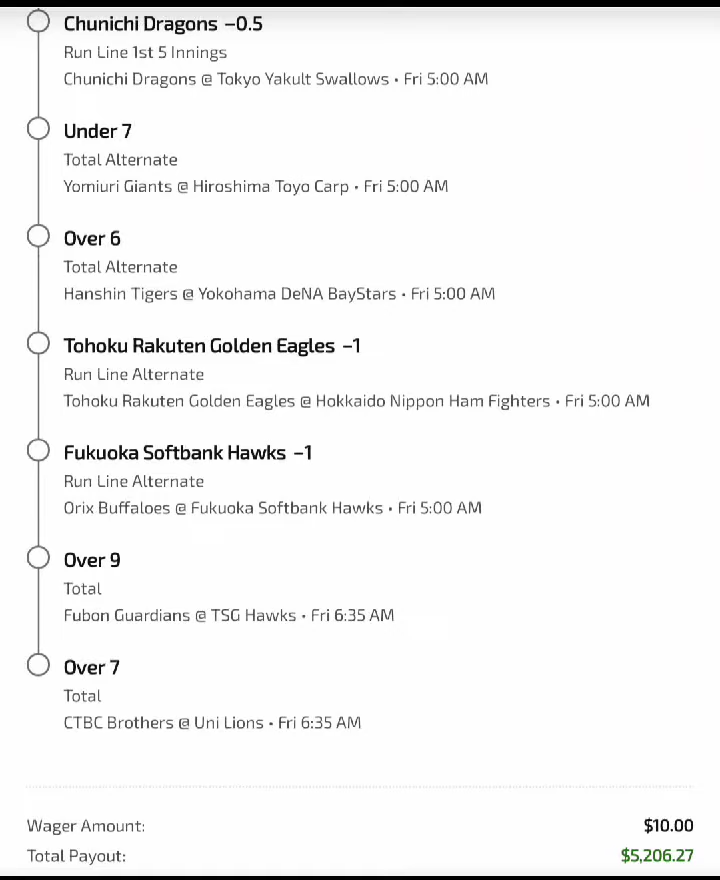 Chunichi Dragons −0.5
Run Line 1st 5 Innings
Chunichi Dragons @ Tokyo Yakult Swallows • Fri 5:00 AM
Under 7
Total Alternate
Yomiuri Giants @ Hiroshima Toyo Carp • Fri 5:00 AM
Over 6
Total Alternate
Hanshin Tigers @ Yokohama DeNA BayStars • Fri 5:00 AM
Tohoku Rakuten Golden Eagles −1
Run Line Alternate
Tohoku Rakuten Golden Eagles @ Hokkaido Nippon Ham Fighters • Fri 5:00 AM
Fukuoka Softbank Hawks −1
Run Line Alternate
Orix Buffaloes @ Fukuoka Softbank Hawks • Fri 5:00 AM
Over 9
Total
Fubon Guardians @ TSG Hawks • Fri 6:35 AM
Over 7
Total
CTBC Brothers @ Uni Lions • Fri 6:35 AM
Wager Amount: $10.00
Total Payout: $5,206.27